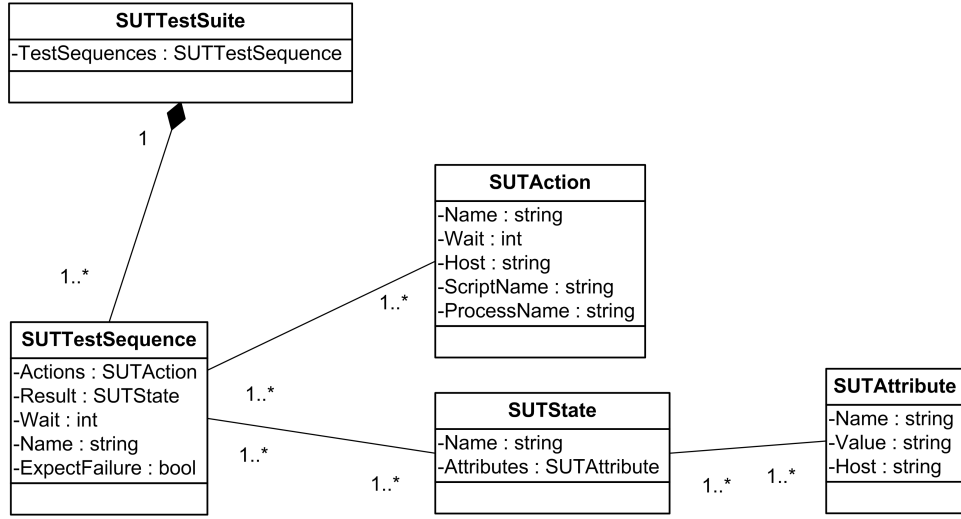 SUTTestSuite
-TestSequences : SUTTestSequence
1
1..*
SUTAction
-Name : string
-Wait : int
-Host : string
-ScriptName : string
-ProcessName : string
1..*
SUTTestSequence
-Actions : SUTAction
-Result : SUTState
-Wait : int
-Name : string
-ExpectFailure : bool
1..*
1..*
SUTState
-Name : string
-Attributes : SUTAttribute
1..*
1..*
1..*
SUTAttribute
-Name : string
-Value : string
-Host : string